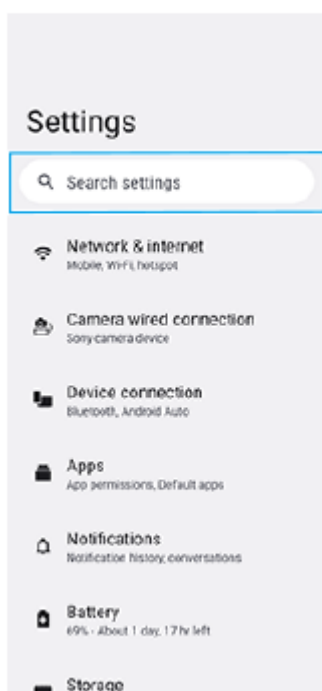 Settings
Search settings
Network & internet
Mobile, Wi-Fi, hotspot
Camera wired connection
Sony camera device
Device connection
Bluetooth, Android Auto
Apps
App permissions, Default apps
Notifications
Notification history, conversations
Battery
69% - About 1 day, 17 hr left
Storage